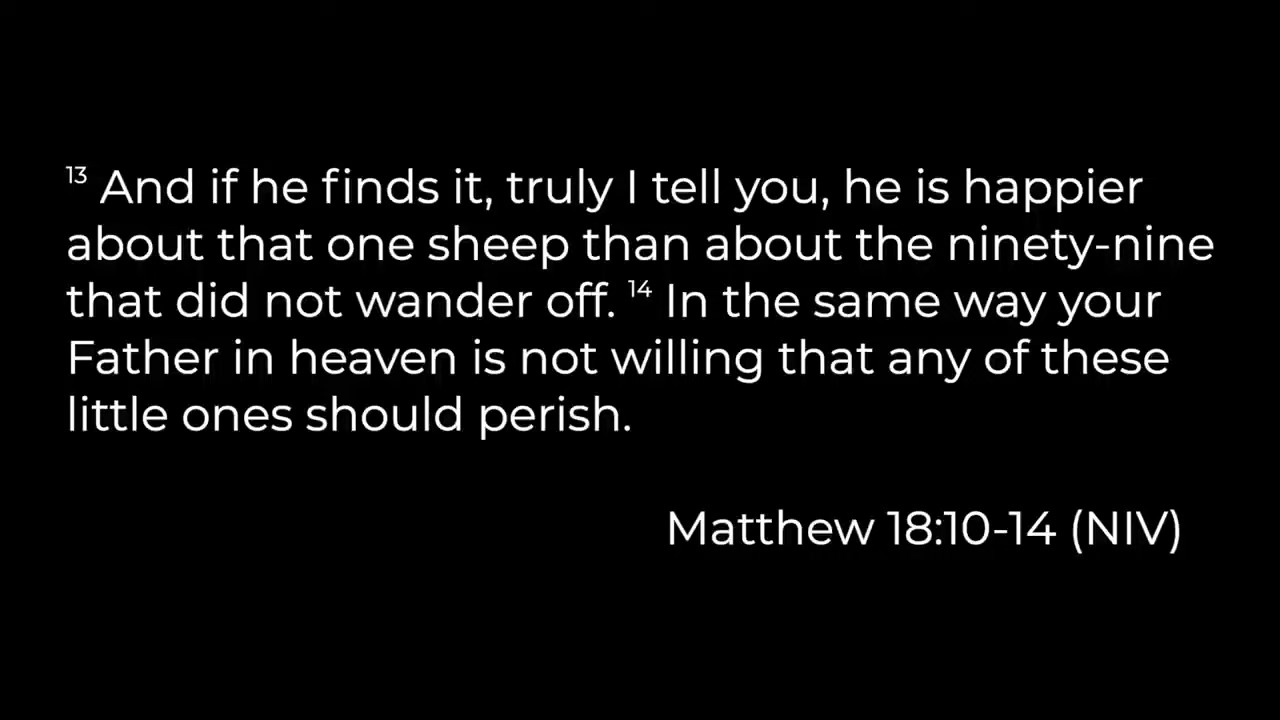 13 And if he finds it, truly I tell you, he is happier
about that one sheep than about the ninety-nine
that did not wander off. 14 In the same way your
Father in heaven is not willing that any of these
little ones should perish.
Matthew 18:10-14 (NIV)